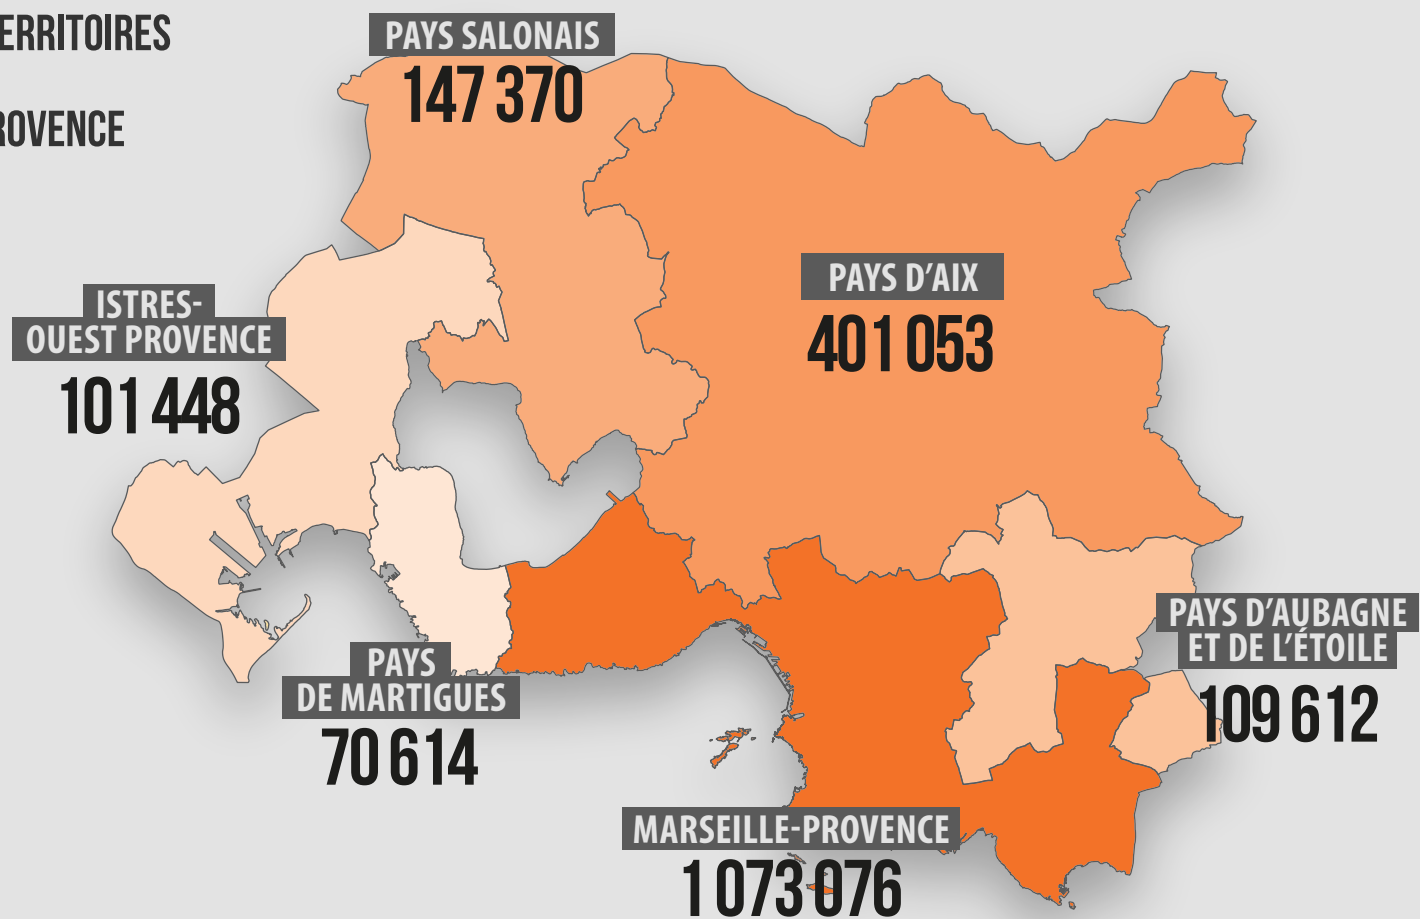 ERRITOIRES
ROVENCE
PAYS SALONAIS
147 370
PAYS D'AIX
401 053
ISTRES-
OUEST PROVENCE
101 448
PAYS D'AUBAGNE
ET DE L'ÉTOILE
109 612
PAYS
DE MARTIGUES
70 614
MARSEILLE-PROVENCE
1 073 076